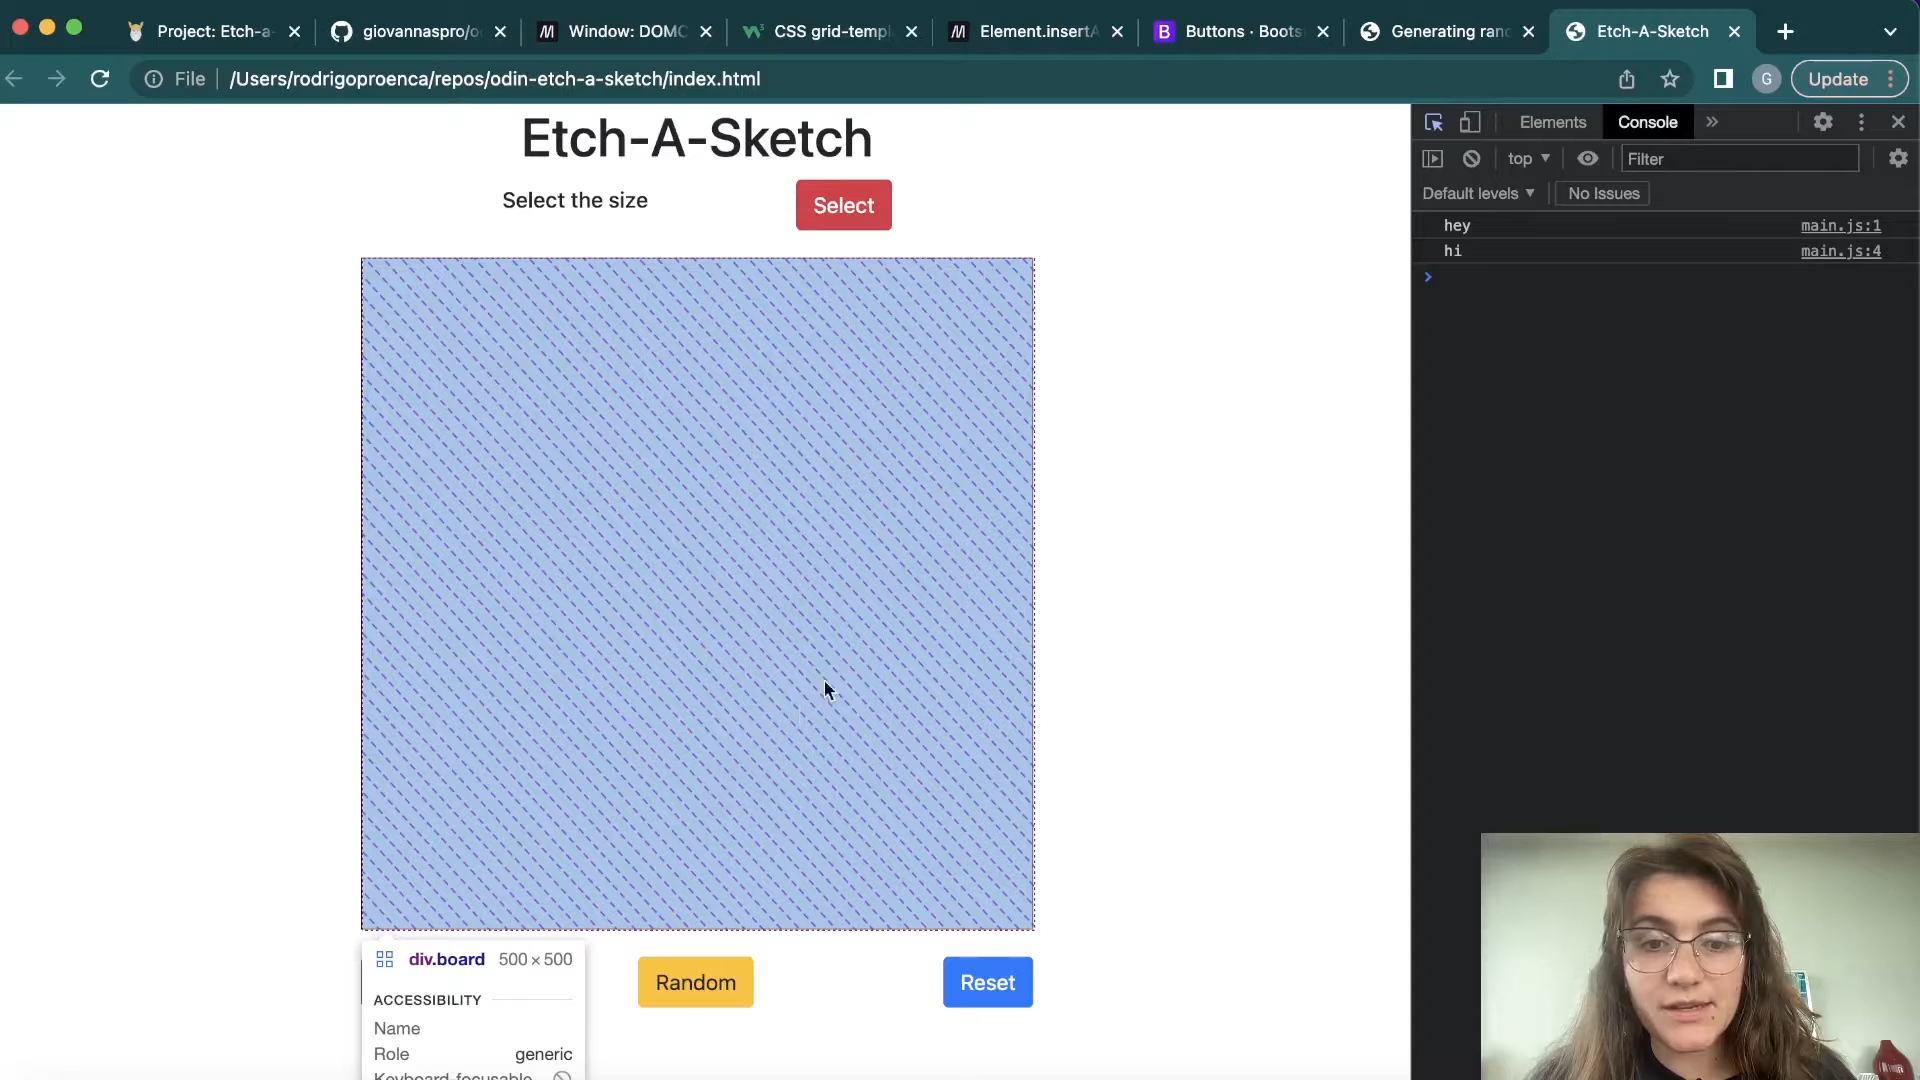 Project: Etch-a-
giovannaspro/o
Window: DOMC
CSS grid-templ
Element.insertA
Buttons · Boots
Generating ran
Etch-A-Sketch
File
/Users/rodrigoproenca/repos/odin-etch-a-sketch/index.html
G
Update
Etch-A-Sketch
Select the size
Select
div.board 500 × 500
ACCESSIBILITY
Name
Role generic
Keyboard-focusable
Random
Reset
Elements
Console
top
Filter
Default levels
No Issues
hey main.js:1
hi main.js:4